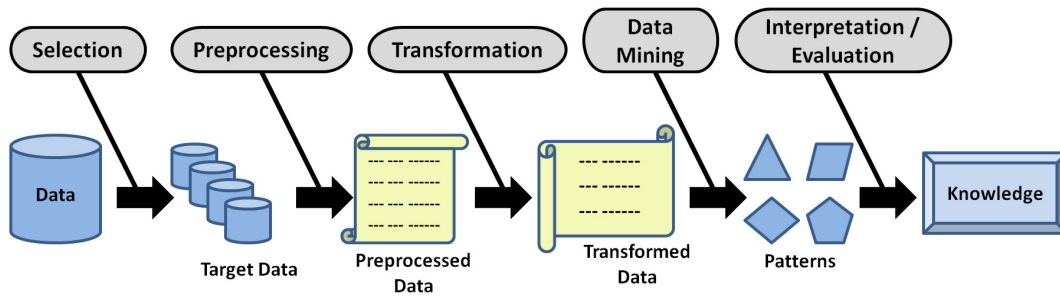 Selection
Preprocessing
Transformation
Data
Mining
Interpretation /
Evaluation
Data
Target Data
Preprocessed
Data
Transformed
Data
Patterns
Knowledge